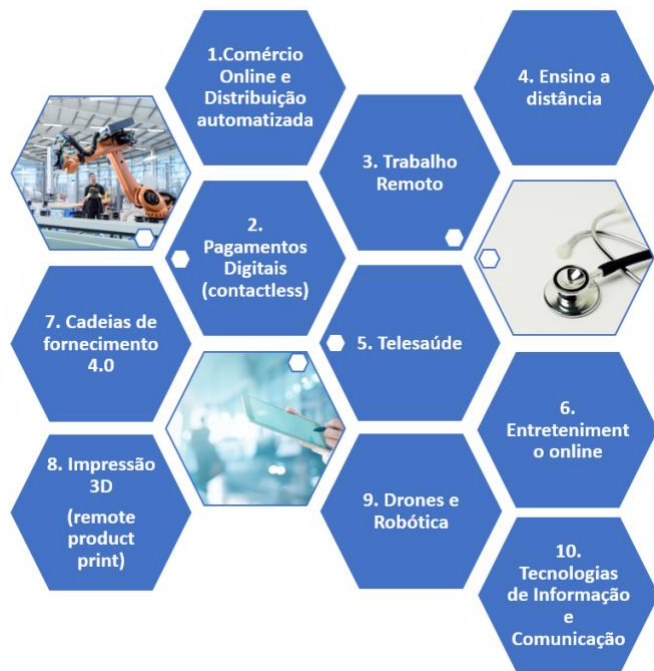 1.Comércio
Online e
Distribuição
automatizada
2.
Pagamentos
Digitais
(contactless)
3. Trabalho
Remoto
4. Ensino a
distância
5. Telesaúde
6.
Entreteniment
o online
7. Cadeias de
fornecimento
4.0
8. Impressão
3D
(remote
product
print)
9. Drones e
Robótica
10.
Tecnologias
de Informação
e
Comunicação